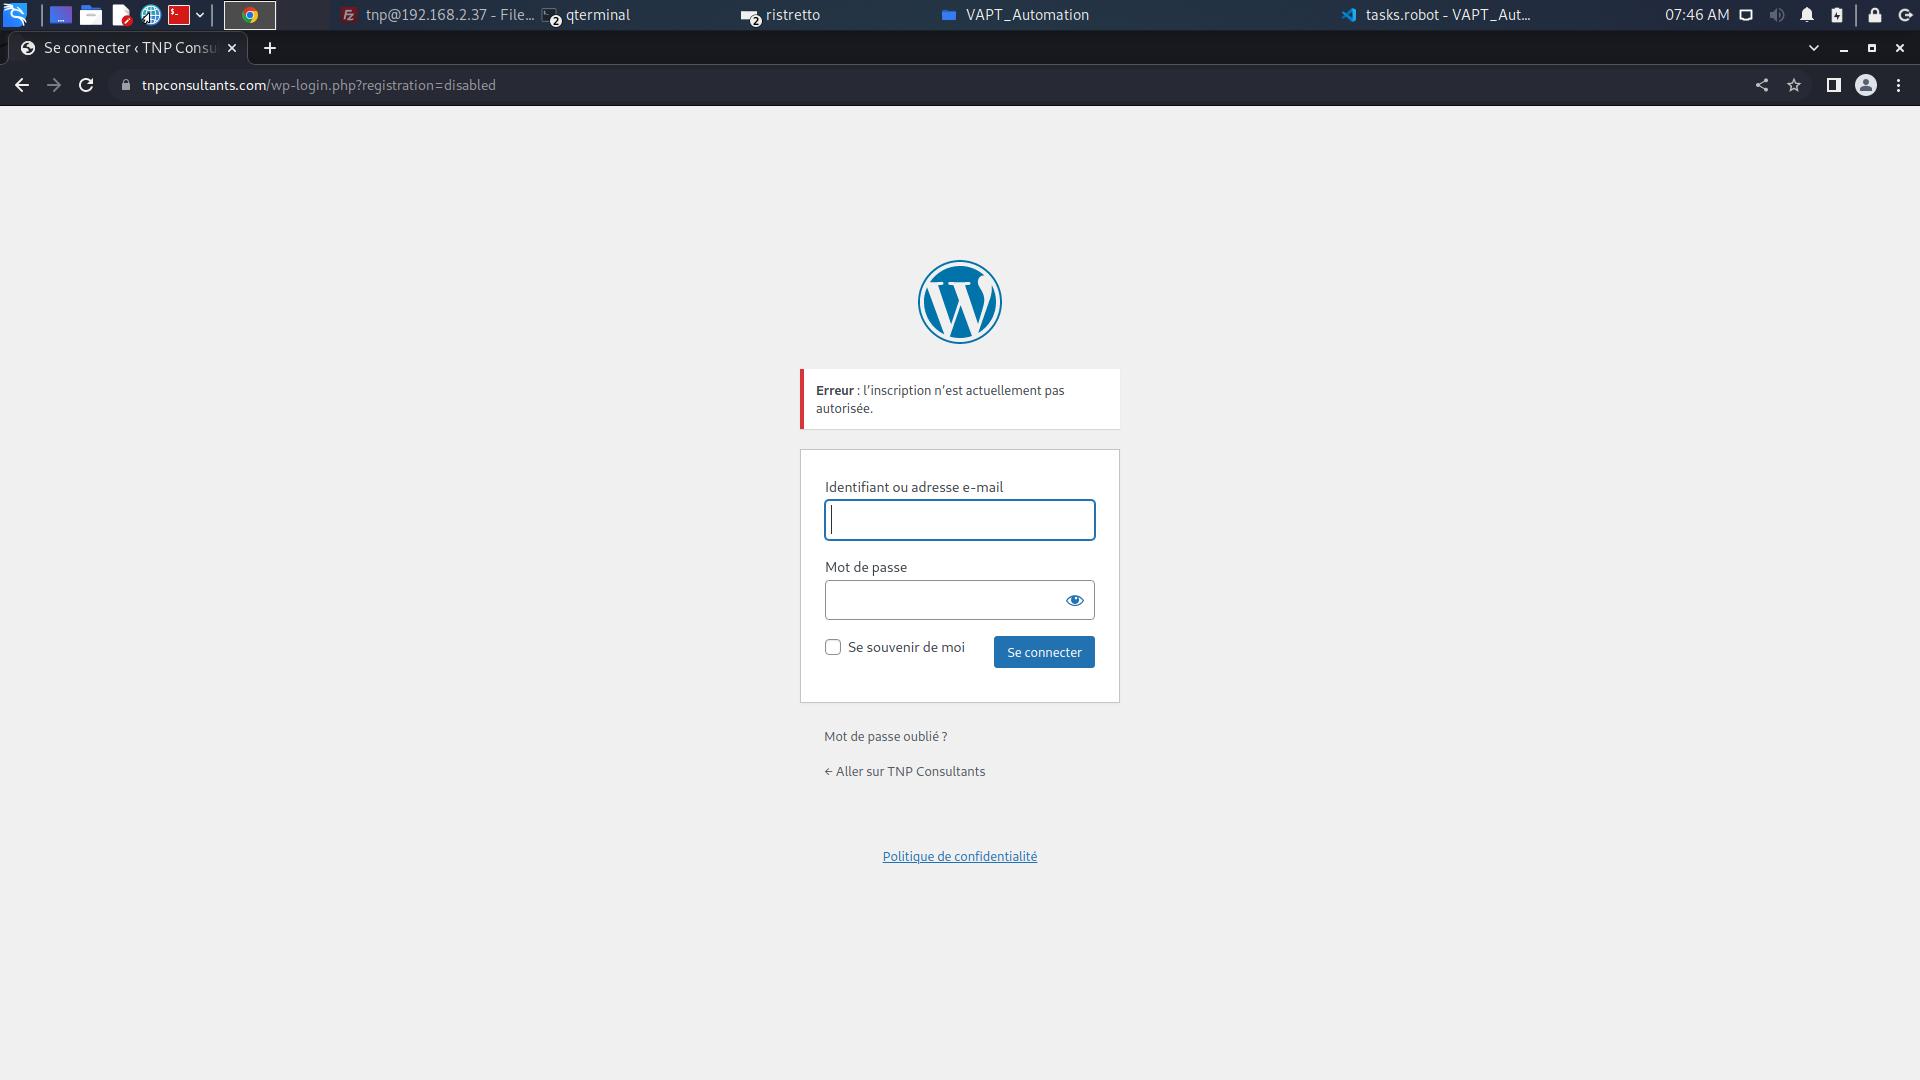 tnp@192.168.2.37 - File...
2 qterminal
2 ristretto
VAPT_Automation
tasks.robot - VAPT_Aut...
07:46 AM
Se connecter ‹ TNP Consu
tnpconsultants.com/wp-login.php?registration=disabled
Erreur : l’inscription n’est actuellement pas
autorisée.
Identifiant ou adresse e-mail
Mot de passe
Se souvenir de moi
Se connecter
Mot de passe oublié ?
← Aller sur TNP Consultants
Politique de confidentialité